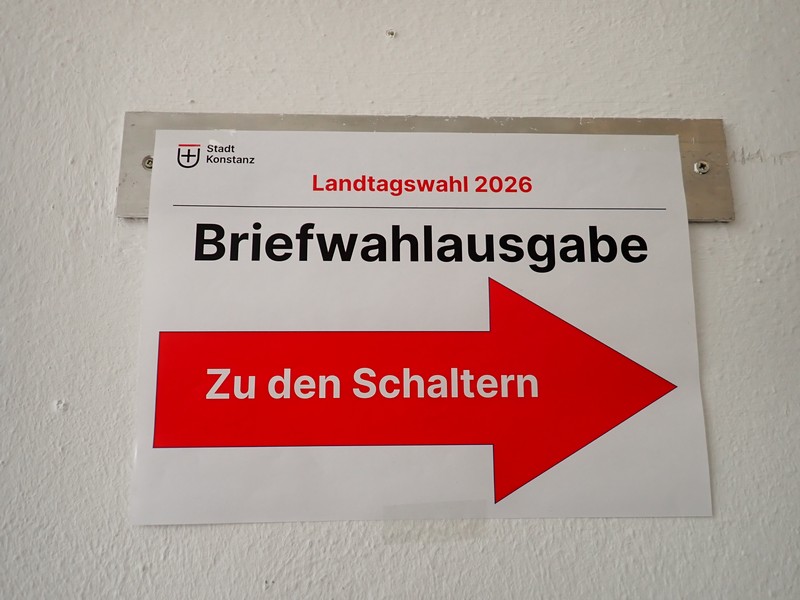 Stadt
Konstanz
Landtagswahl 2026
Briefwahlausgabe
Zu den Schaltern